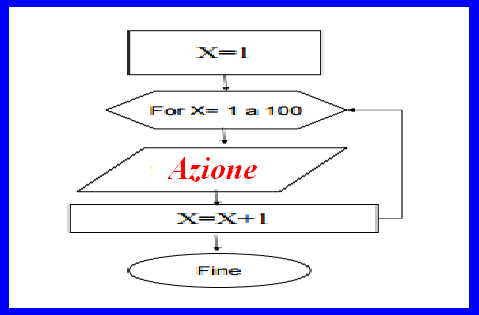 X=1
For X= 1 a 100
Azione
X=X+1
Fine